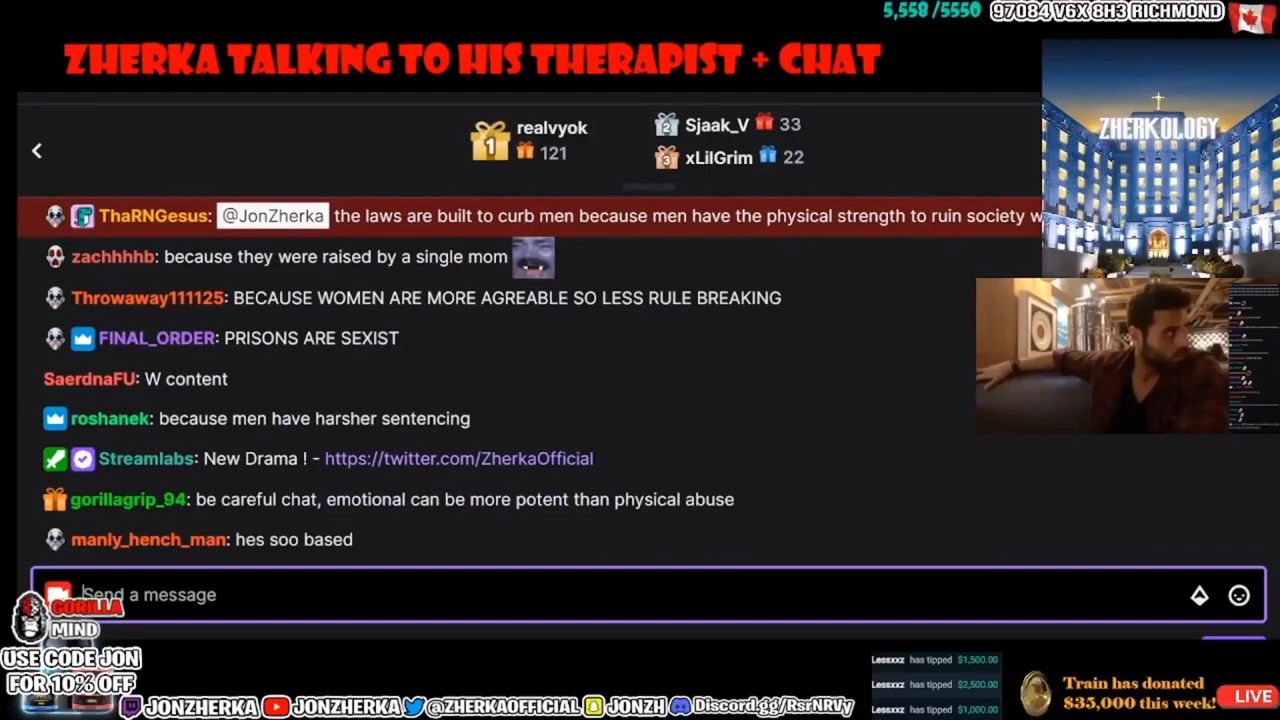 5,558 /5550 97084 V6X 8H3 RICHMOND
ZHERKA TALKING TO HIS THERAPIST + CHAT
ZHERKOLOGY
1 realvyok
121
2 Sjaak_V 33
3 xLilGrim 22
ThaRNGesus: @JonZherka the laws are built to curb men because men have the physical strength to ruin society w
zachhhhb: because they were raised by a single mom
Throwaway111125: BECAUSE WOMEN ARE MORE AGREABLE SO LESS RULE BREAKING
FINAL_ORDER: PRISONS ARE SEXIST
SaerdnaFU: W content
roshanek: because men have harsher sentencing
Streamlabs: New Drama ! - https://twitter.com/ZherkaOfficial
gorillagrip_94: be careful chat, emotional can be more potent than physical abuse
manly_hench_man: hes soo based
Send a message
GORILLA
MIND
USE CODE JON
FOR 10% OFF
JONZHERKA JONZHERKA @ZHERKAOFFICIAL JONZH Discord.gg/RsrNRVy
Lessxxz has tipped $1,500.00
Lessxxz has tipped $2,500.00
Lessxxz has tipped $1,000.00
Train has donated
$35,000 this week!
LIVE